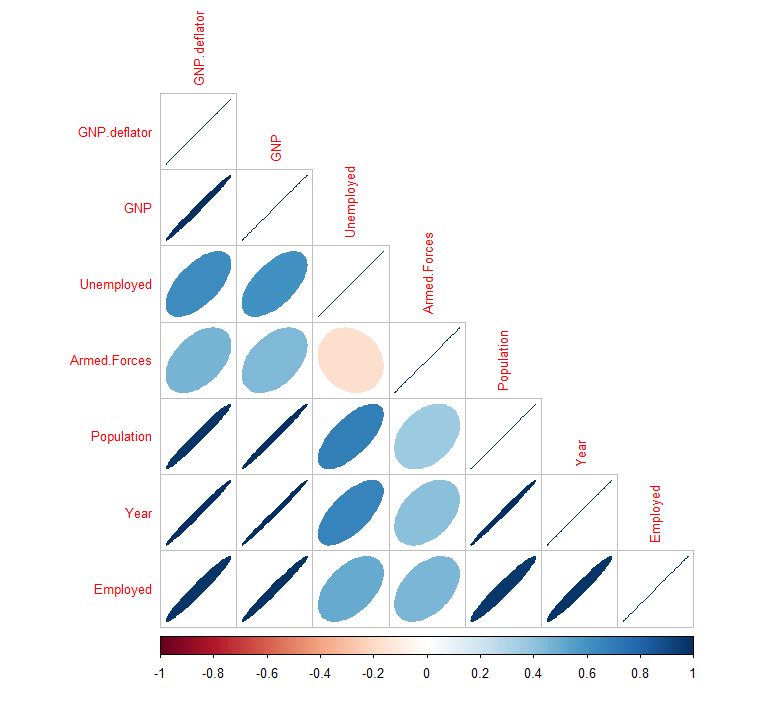 GNP.deflator
GNP.deflator
GNP
GNP
Unemployed
Unemployed
Armed.Forces
Armed.Forces
Population
Population
Year
Year
Employed
Employed
-1 -0.8 -0.6 -0.4 -0.2 0 0.2 0.4 0.6 0.8 1